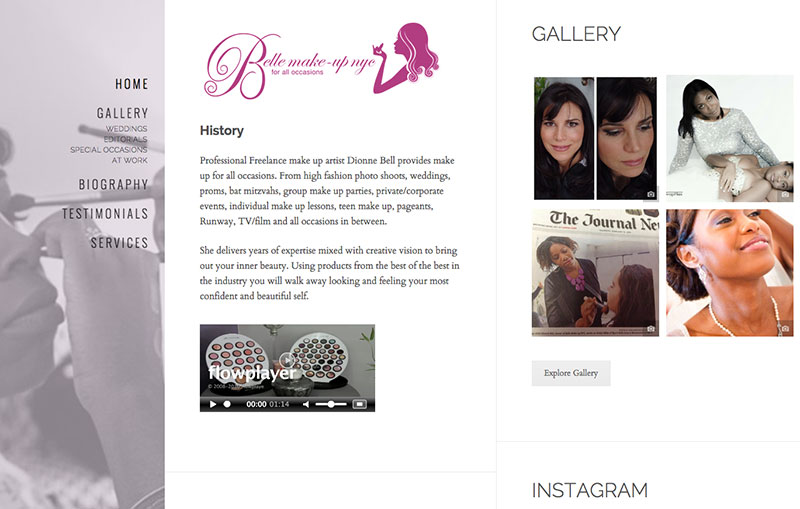 HOME
GALLERY
WEDDINGS
EDITORIALS
SPECIAL OCCASIONS
AT WORK
BIOGRAPHY
TESTIMONIALS
SERVICES
Belle make-up nyc
for all occasions
History
Professional Freelance make up artist Dionne Bell provides make
up for all occasions. From high fashion photo shoots, weddings,
proms, bat mitzvahs, group make up parties, private/corporate
events, individual make up lessons, teen make up, pageants,
Runway, TV/film and all occasions in between.
She delivers years of expertise mixed with creative vision to bring
out your inner beauty. Using products from the best of the best in
the industry you will walk away looking and feeling your most
confident and beautiful self.
flowplayer
00:00 01:14
GALLERY
The Journal New
Explore Gallery
INSTAGRAM